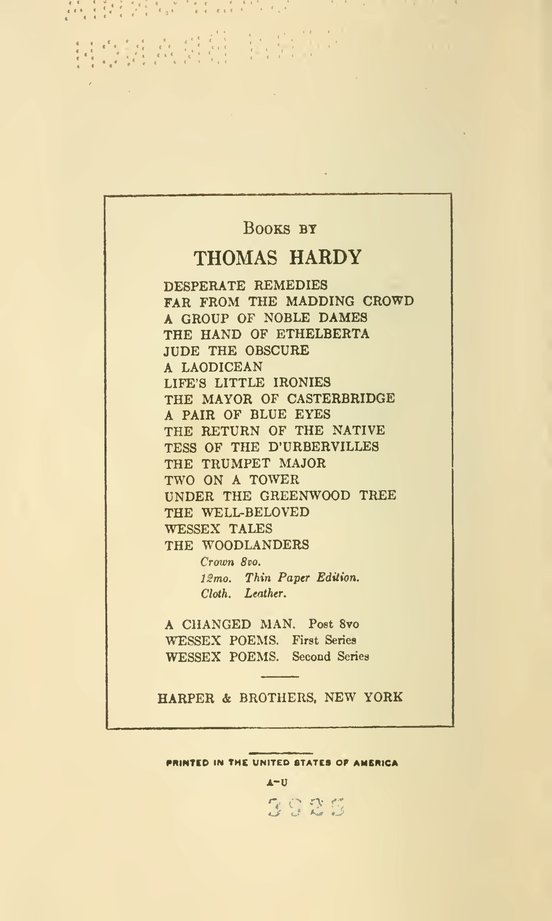 BOOKS BY
THOMAS HARDY
DESPERATE REMEDIES
FAR FROM THE MADDING CROWD
A GROUP OF NOBLE DAMES
THE HAND OF ETHELBERTA
JUDE THE OBSCURE
A LAODICEAN
LIFE'S LITTLE IRONIES
THE MAYOR OF CASTERBRIDGE
A PAIR OF BLUE EYES
THE RETURN OF THE NATIVE
TESS OF THE D'URBERVILLES
THE TRUMPET MAJOR
TWO ON A TOWER
UNDER THE GREENWOOD TREE
THE WELL-BELOVED
WESSEX TALES
THE WOODLANDERS
Crown 8vo.
12mo. Thin Paper Edition.
Cloth. Leather.
A CHANGED MAN. Post 8vo
WESSEX POEMS. First Series
WESSEX POEMS. Second Series
HARPER & BROTHERS, NEW YORK
PRINTED IN THE UNITED STATES OF AMERICA
A-U